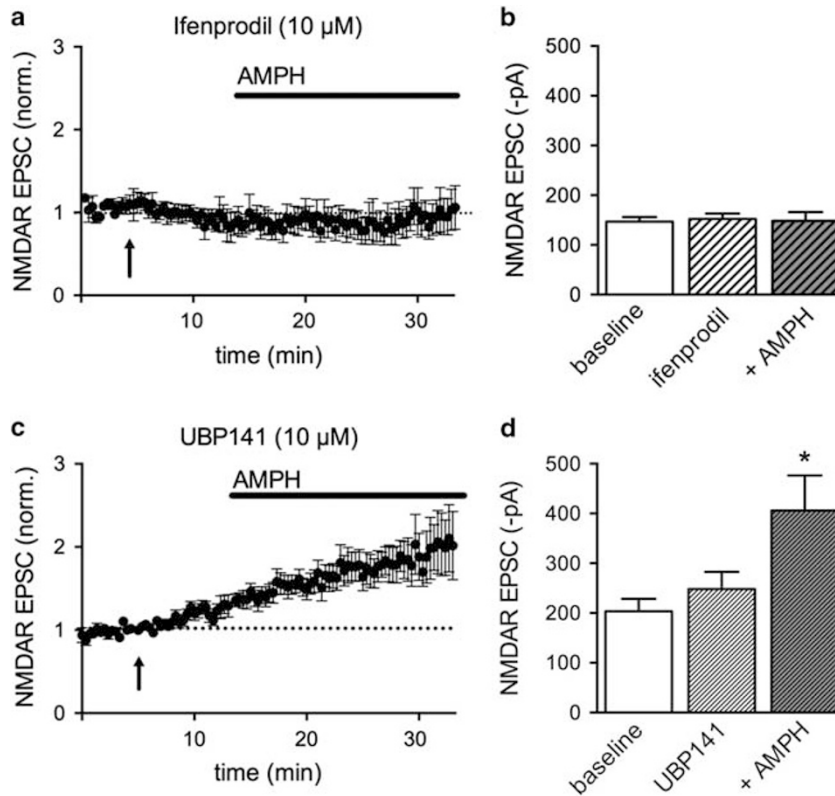 a
Ifenprodil (10 µM)
AMPH
NMDAR EPSC (norm.)
3
2
1
0
10
20
30
time (min)
b
NMDAR EPSC (-pA)
500
400
300
200
100
0
baseline
ifenprodil
+ AMPH
c
UBP141 (10 µM)
AMPH
NMDAR EPSC (norm.)
3
2
1
0
10
20
30
time (min)
d
NMDAR EPSC (-pA)
500
400
300
200
100
0
*
baseline
UBP141
+ AMPH